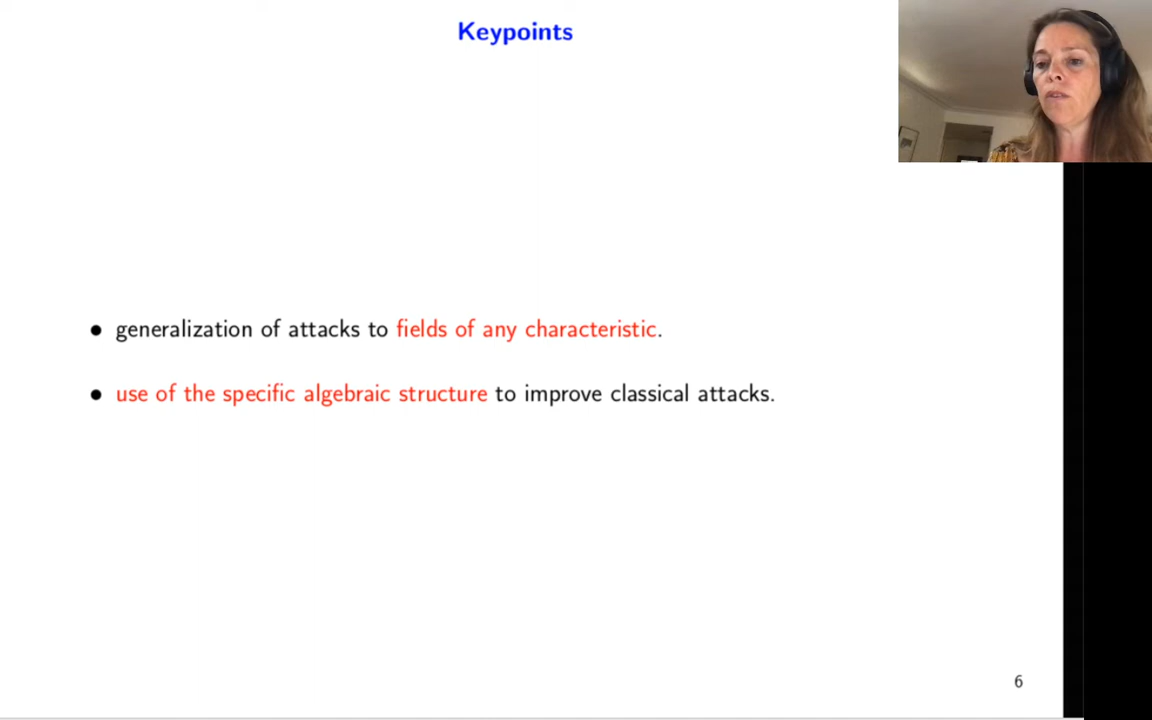 Keypoints
• generalization of attacks to fields of any characteristic.
• use of the specific algebraic structure to improve classical attacks.
6